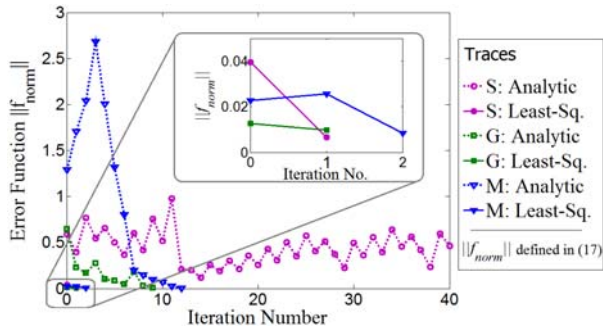 3
2.5
2
1.5
1
0.5
0
0
10
20
30
40
Error Function ||f_norm||
Iteration Number
0.04
0.02
0
0
1
2
||f_norm||
Iteration No.
Traces
S: Analytic
S: Least-Sq.
G: Analytic
G: Least-Sq.
M: Analytic
M: Least-Sq.
||f_norm|| defined in (17)